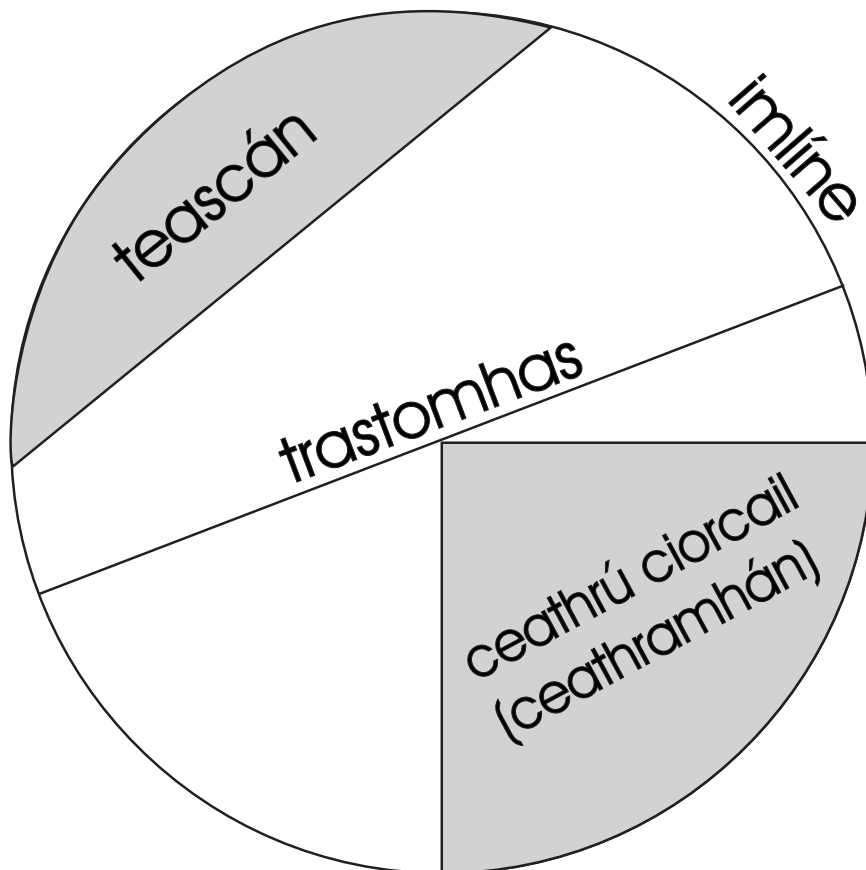 teascán
imlíne
trastomhas
ceathrú ciorcail
(ceathramhán)